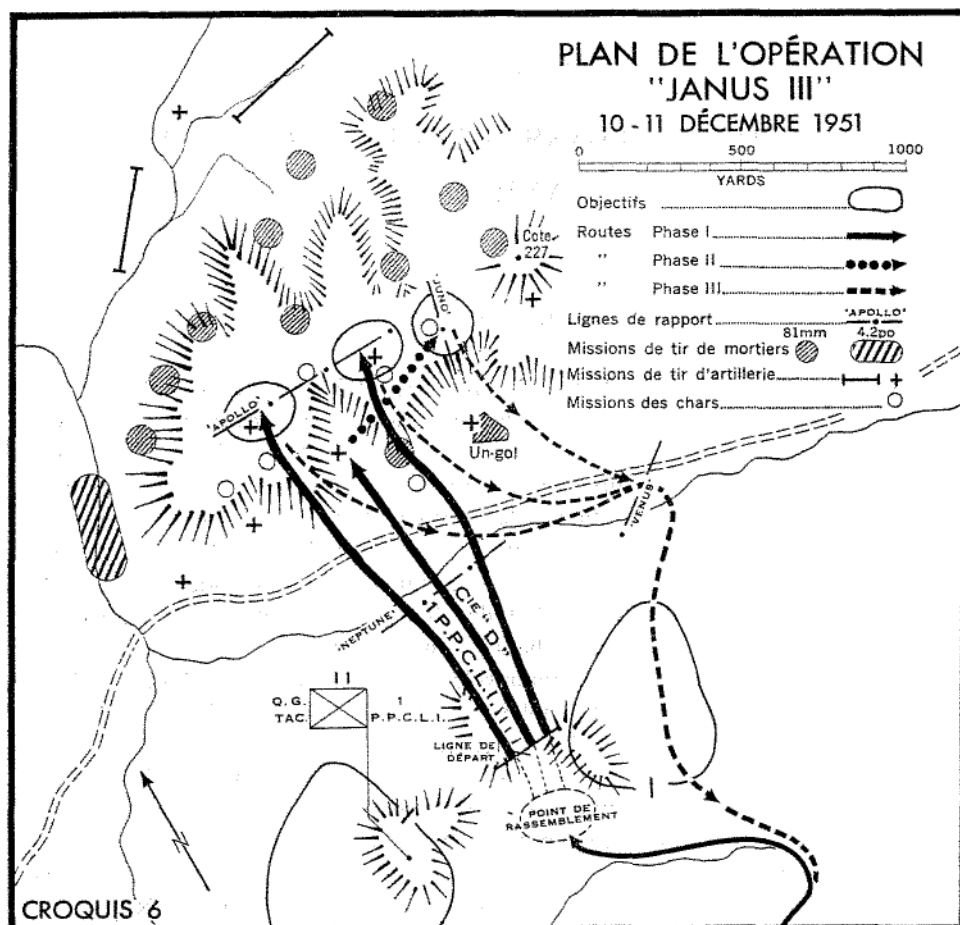 PLAN DE L'OPÉRATION
"JANUS III"
10-11 DÉCEMBRE 1951
0 500 1000
YARDS
Objectifs
Routes Phase I
" Phase II
" Phase III
Lignes de rapport "APOLLO"
81mm 4.2po
Missions de tir de mortiers
Missions de tir d'artillerie
Missions des chars
Cote
227
"JUNO"
"APOLLO"
Un-gol
"VENUS"
"NEPTUNE"
CIE "D"
1 P.P.C.L.I.
II
Q.G.
TAC.
1
P.P.C.L.I.
LIGNE DE
DÉPART
I
POINT DE
RASSEMBLEMENT
CROQUIS 6